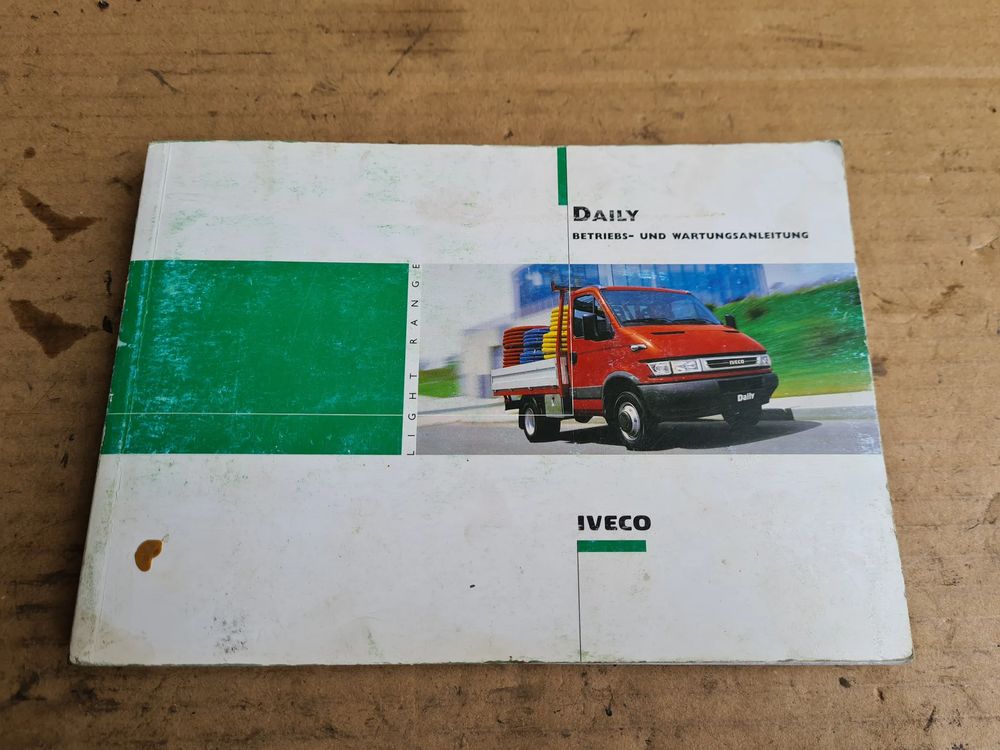 DAILY
BETRIEBS- UND WARTUNGSANLEITUNG
LIGHT RANGE
IVECO
Daily
IVECO